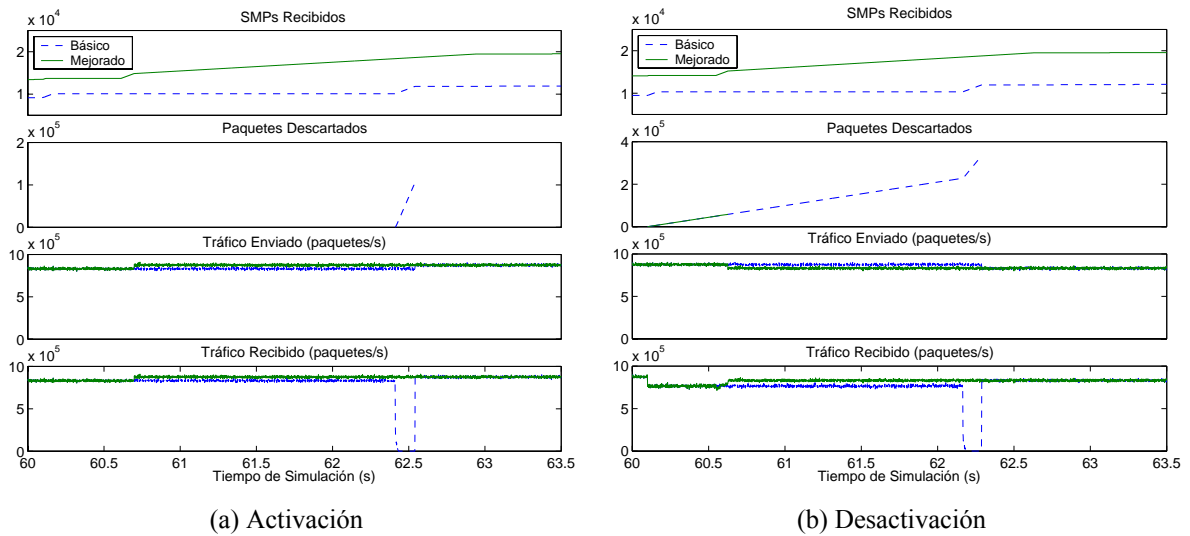 x 10^4
SMPs Recibidos
2
1
Básico
Mejorado
x 10^5
Paquetes Descartados
2
1
0
x 10^5
Tráfico Enviado (paquetes/s)
10
5
0
x 10^5
Tráfico Recibido (paquetes/s)
10
5
0
60 60.5 61 61.5 62 62.5 63 63.5
Tiempo de Simulación (s)
(a) Activación
x 10^4
SMPs Recibidos
2
1
Básico
Mejorado
x 10^5
Paquetes Descartados
4
2
0
x 10^5
Tráfico Enviado (paquetes/s)
10
5
0
x 10^5
Tráfico Recibido (paquetes/s)
10
5
0
60 60.5 61 61.5 62 62.5 63 63.5
Tiempo de Simulación (s)
(b) Desactivación